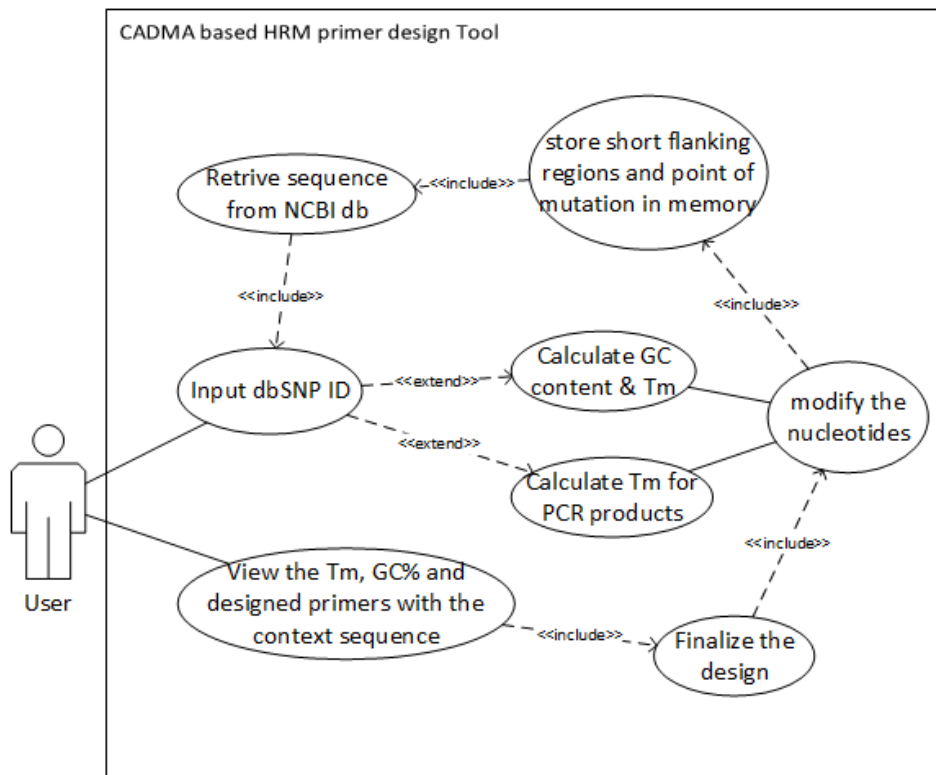 CADMA based HRM primer design Tool
store short flanking
regions and point of
mutation in memory
<<include>>
Retrive sequence
from NCBI db
<<include>>
<<include>>
Calculate GC
content & Tm
<<extend>>
Input dbSNP ID
modify the
nucleotides
<<extend>>
Calculate Tm for
PCR products
<<include>>
View the Tm, GC% and
designed primers with the
context sequence
<<include>>
Finalize the
design
User